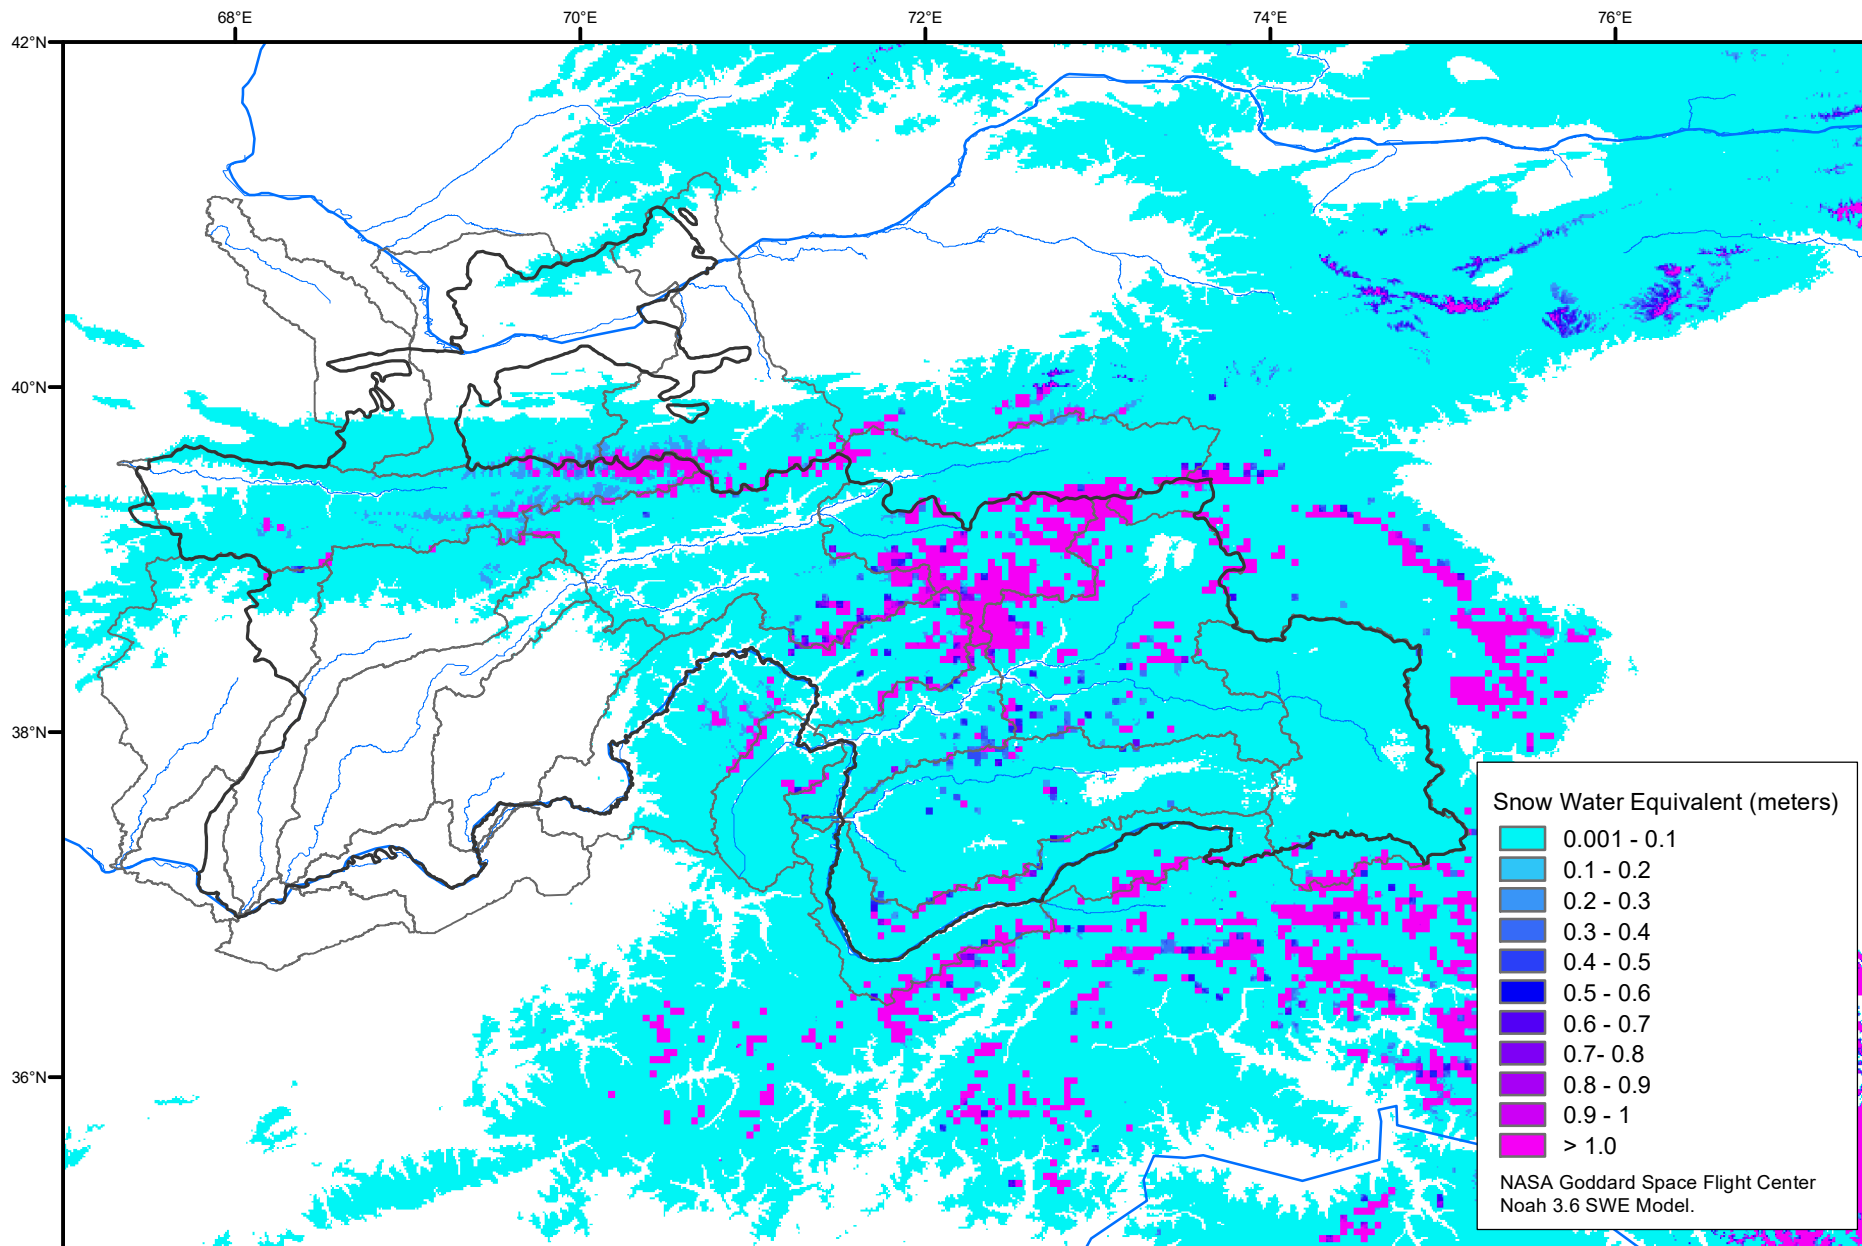 68°E 70°E 72°E 74°E 76°E
42°N
40°N
38°N
36°N
Snow Water Equivalent (meters)
0.001 - 0.1
0.1 - 0.2
0.2 - 0.3
0.3 - 0.4
0.4 - 0.5
0.5 - 0.6
0.6 - 0.7
0.7- 0.8
0.8 - 0.9
0.9 - 1
> 1.0
NASA Goddard Space Flight Center
Noah 3.6 SWE Model.